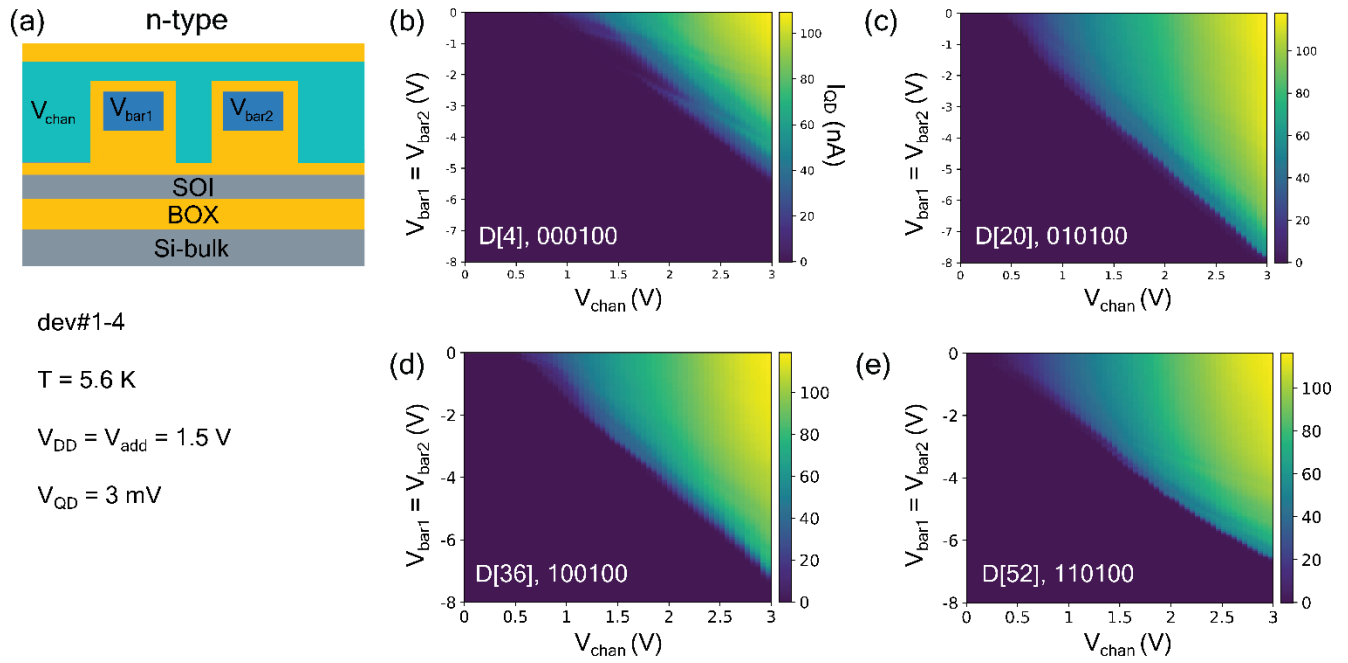 (a)
n-type
V_chan
V_bar1
V_bar2
SOI
BOX
Si-bulk
dev#1-4
T = 5.6 K
V_DD = V_add = 1.5 V
V_QD = 3 mV
(b)
V_bar1 = V_bar2 (V)
0
-1
-2
-3
-4
-5
-6
-7
-8
D[4], 000100
0 0.5 1 1.5 2 2.5 3
V_chan (V)
100
80
60
40
20
0
I_QD (nA)
(c)
V_bar1 = V_bar2 (V)
0
-1
-2
-3
-4
-5
-6
-7
-8
D[20], 010100
0 0.5 1 1.5 2 2.5 3
V_chan (V)
100
80
60
40
20
0
(d)
V_bar1 = V_bar2 (V)
0
-2
-4
-6
-8
D[36], 100100
0 0.5 1 1.5 2 2.5 3
V_chan (V)
100
80
60
40
20
0
(e)
V_bar1 = V_bar2 (V)
0
-2
-4
-6
-8
D[52], 110100
0 0.5 1 1.5 2 2.5 3
V_chan (V)
100
80
60
40
20
0